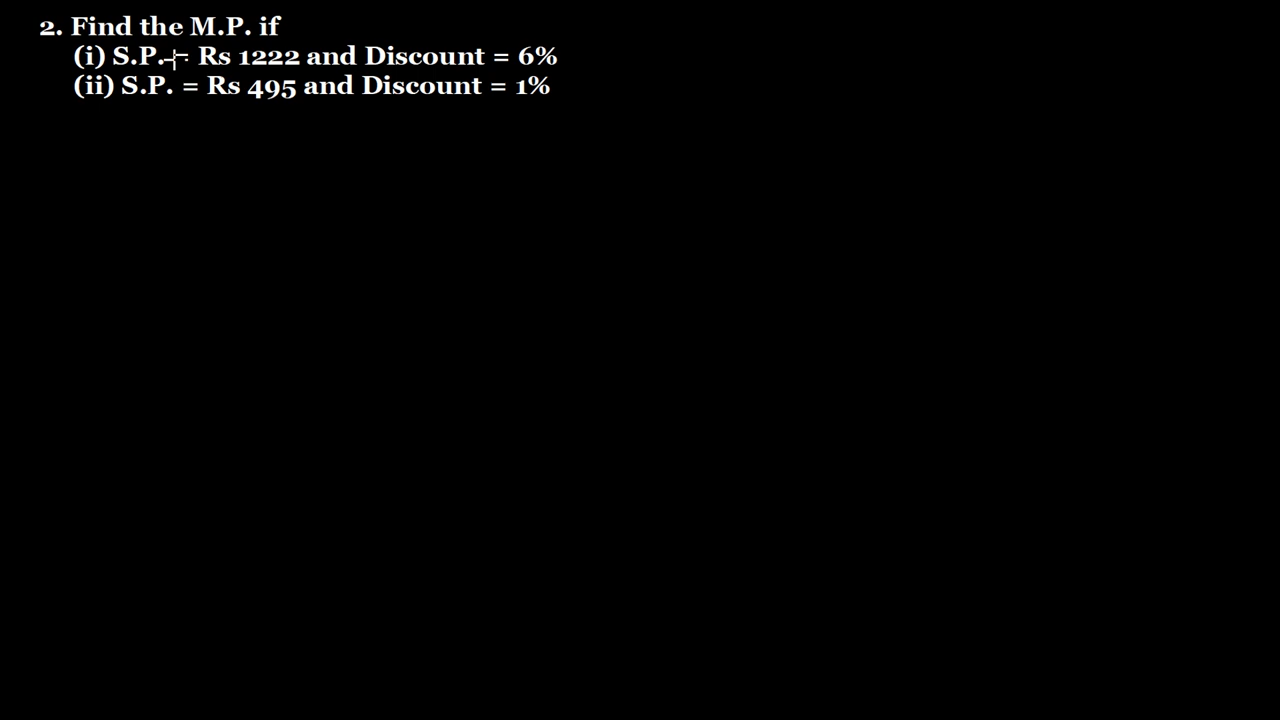 2. Find the M.P. if
(i) S.P. = Rs 1222 and Discount = 6%
(ii) S.P. = Rs 495 and Discount = 1%